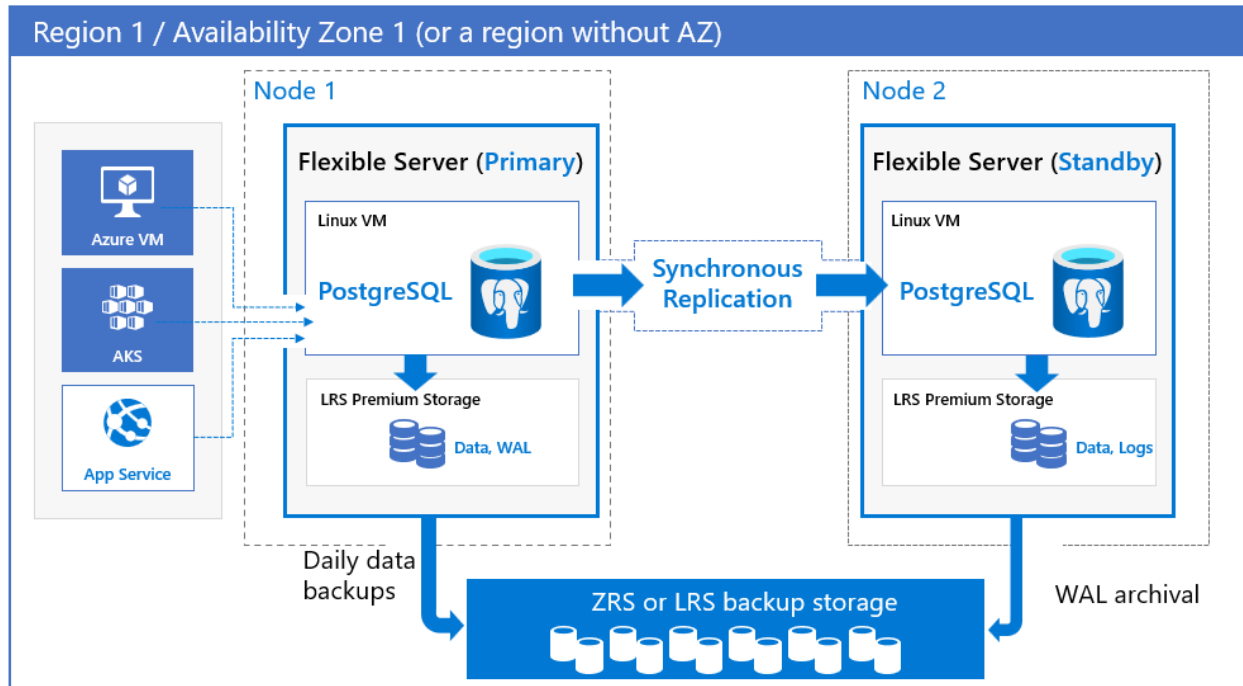 Region 1 / Availability Zone 1 (or a region without AZ)
Node 1
Node 2
Flexible Server (Primary)
Flexible Server (Standby)
Azure VM
AKS
App Service
Linux VM
PostgreSQL
Synchronous
Replication
Linux VM
PostgreSQL
LRS Premium Storage
Data, WAL
LRS Premium Storage
Data, Logs
Daily data
backups
ZRS or LRS backup storage
WAL archival